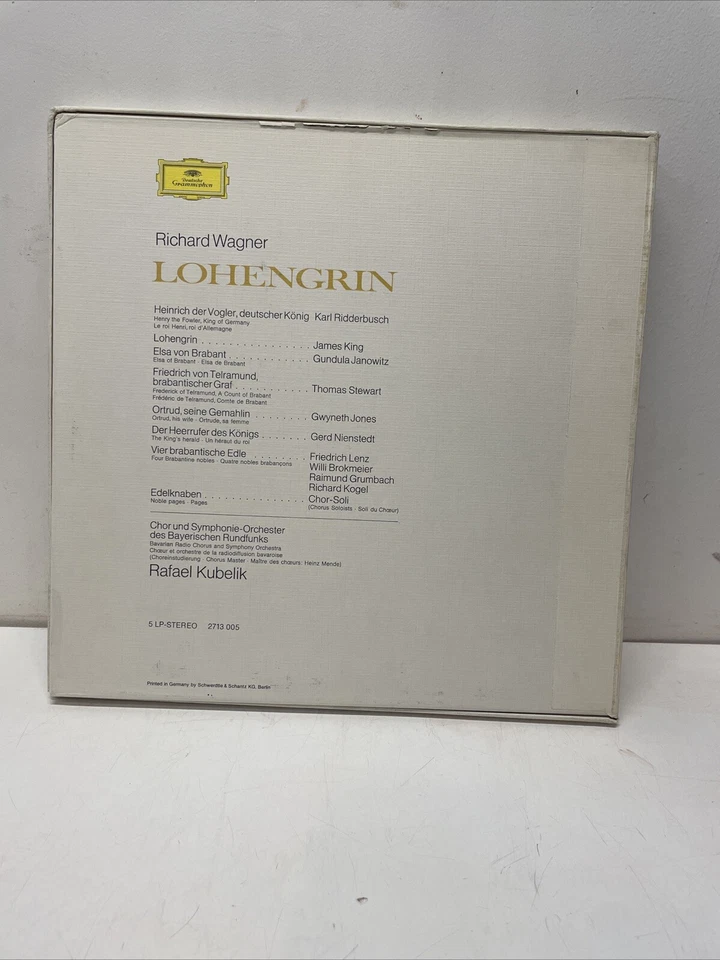 Deutsche
Grammophon
Richard Wagner
LOHENGRIN
Heinrich der Vogler, deutscher König Karl Ridderbusch
Henry the Fowler, King of Germany
Le roi Henri, roi d'Allemagne
Lohengrin . . . . . . . . . . . . . . . . James King
Elsa von Brabant . . . . . . . . . . . . Gundula Janowitz
Elsa of Brabant · Elsa de Brabant
Friedrich von Telramund,
brabantischer Graf . . . . . . . . . . . Thomas Stewart
Frederick of Telramund, A Count of Brabant
Frédéric de Telramund, Comte de Brabant
Ortrud, seine Gemahlin . . . . . . . . Gwyneth Jones
Ortrud, his wife · Ortrude, sa femme
Der Heerrufer des Königs . . . . . . . Gerd Nienstedt
The King's herald · Un héraut du roi
Vier brabantische Edle . . . . . . . . Friedrich Lenz
Four Brabantine nobles · Quatre nobles brabançons
Willi Brokmeier
Raimund Grumbach
Richard Kogel
Edelknaben . . . . . . . . . . . . . . . Chor-Soli
Noble pages · Pages (Chorus Soloists · Soli du Chœur)
Chor und Symphonie-Orchester
des Bayerischen Rundfunks
Bavarian Radio Chorus and Symphony Orchestra
Chœur et orchestre de la radiodiffusion bavaroise
(Choreinstudierung · Chorus Master · Maître des chœurs: Heinz Mende)
Rafael Kubelik
5 LP-STEREO 2713 005
Printed in Germany by Schwerdtle & Schantz KG, Berlin